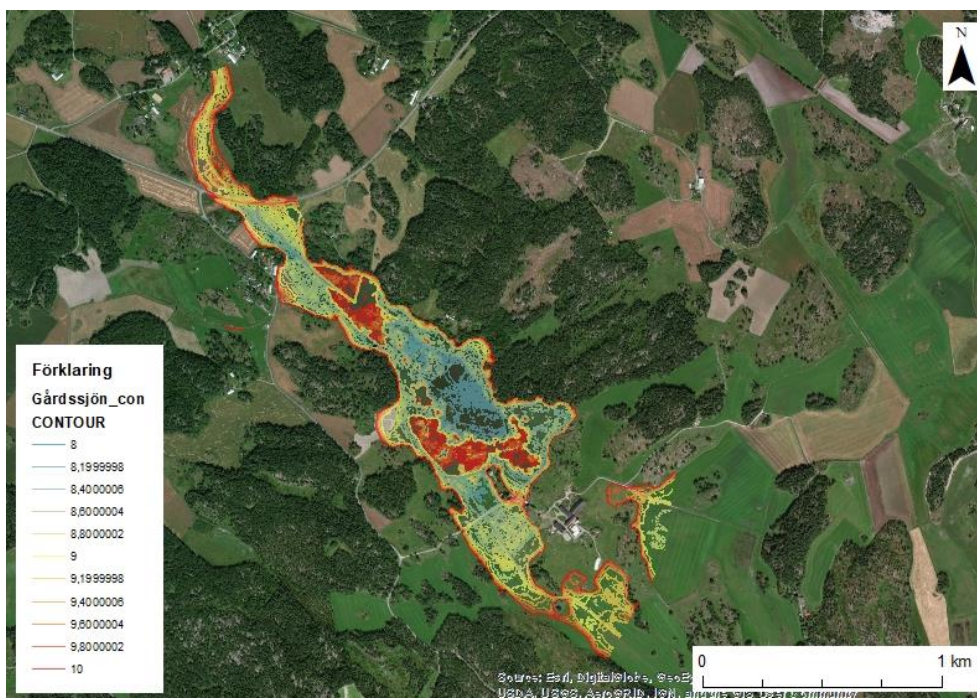 N
Förklaring
Gårdssjön_con
CONTOUR
8
8,1999998
8,4000006
8,6000004
8,8000002
9
9,1999998
9,4000006
9,6000004
9,8000002
10
0 1 km
Source: Esri, DigitalGlobe,
USDA, USGS, AeroGRID, IGN,